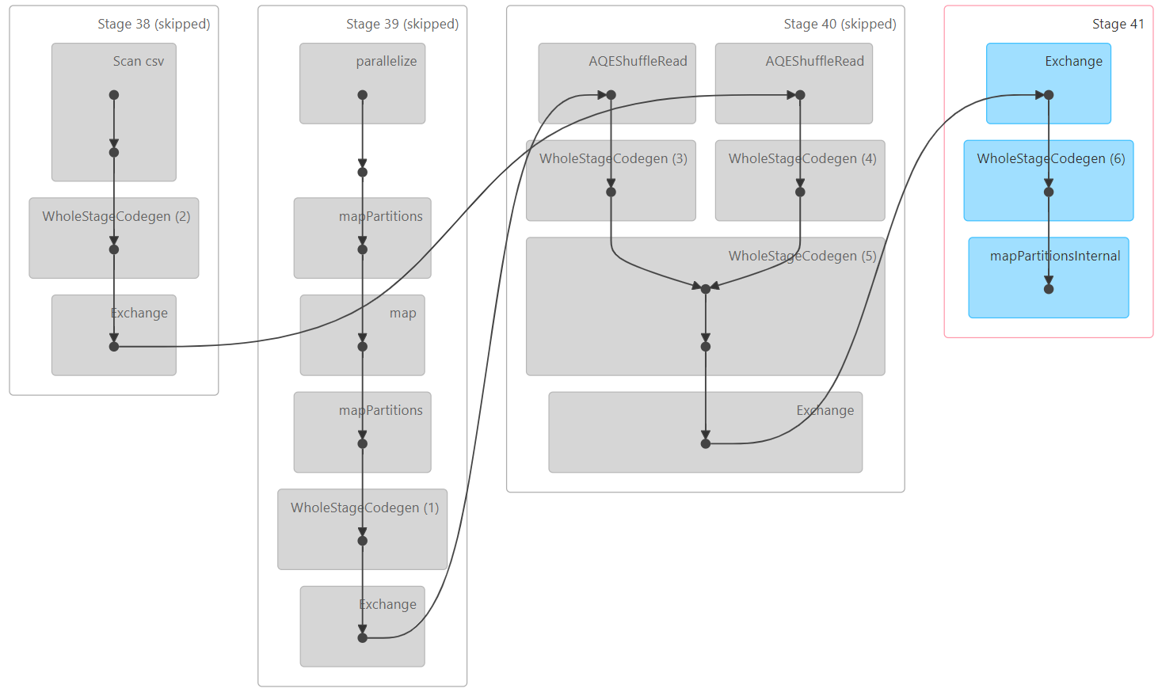 Stage 38 (skipped)
Scan csv
WholeStageCodegen (2)
Exchange
Stage 39 (skipped)
parallelize
mapPartitions
map
mapPartitions
WholeStageCodegen (1)
Exchange
Stage 40 (skipped)
AQEShuffleRead
AQEShuffleRead
WholeStageCodegen (3)
WholeStageCodegen (4)
WholeStageCodegen (5)
Exchange
Stage 41
Exchange
WholeStageCodegen (6)
mapPartitionsInternal